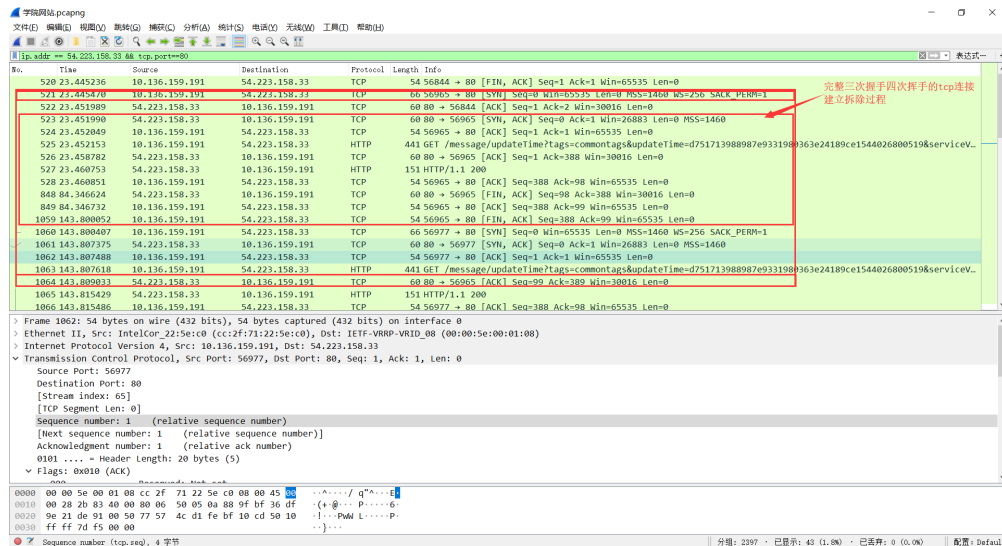 学院网站.pcapng
文件(F) 编辑(E) 视图(V) 跳转(G) 捕获(C) 分析(A) 统计(S) 电话(Y) 无线(W) 工具(T) 帮助(H)
ip.addr == 54.223.158.33 && tcp.port==80 表达式…
No. Time Source Destination Protocol Length Info
520 23.445236 10.136.159.191 54.223.158.33 TCP 54 56844 → 80 [FIN, ACK] Seq=1 Ack=1 Win=65535 Len=0
521 23.445470 10.136.159.191 54.223.158.33 TCP 66 56965 → 80 [SYN] Seq=0 Win=65535 Len=0 MSS=1460 WS=256 SACK_PERM=1
522 23.451989 54.223.158.33 10.136.159.191 TCP 60 80 → 56844 [ACK] Seq=1 Ack=2 Win=30016 Len=0
523 23.451990 54.223.158.33 10.136.159.191 TCP 60 80 → 56965 [SYN, ACK] Seq=0 Ack=1 Win=26883 Len=0 MSS=1460
524 23.452049 10.136.159.191 54.223.158.33 TCP 54 56965 → 80 [ACK] Seq=1 Ack=1 Win=65535 Len=0
525 23.452153 10.136.159.191 54.223.158.33 HTTP 441 GET /message/updateTime?tags=commontags&updateTime=d751713988987e9331980363e24189ce1544026800519&serviceV…
526 23.458782 54.223.158.33 10.136.159.191 TCP 60 80 → 56965 [ACK] Seq=1 Ack=388 Win=30016 Len=0
527 23.460753 54.223.158.33 10.136.159.191 HTTP 151 HTTP/1.1 200
528 23.460851 10.136.159.191 54.223.158.33 TCP 54 56965 → 80 [ACK] Seq=388 Ack=98 Win=65535 Len=0
848 84.346624 54.223.158.33 10.136.159.191 TCP 60 80 → 56965 [FIN, ACK] Seq=98 Ack=388 Win=30016 Len=0
849 84.346732 10.136.159.191 54.223.158.33 TCP 54 56965 → 80 [ACK] Seq=388 Ack=99 Win=65535 Len=0
1059 143.800052 10.136.159.191 54.223.158.33 TCP 54 56965 → 80 [FIN, ACK] Seq=388 Ack=99 Win=65535 Len=0
1060 143.800407 10.136.159.191 54.223.158.33 TCP 66 56977 → 80 [SYN] Seq=0 Win=65535 Len=0 MSS=1460 WS=256 SACK_PERM=1
1061 143.807375 54.223.158.33 10.136.159.191 TCP 60 80 → 56977 [SYN, ACK] Seq=0 Ack=1 Win=26883 Len=0 MSS=1460
1062 143.807488 10.136.159.191 54.223.158.33 TCP 54 56977 → 80 [ACK] Seq=1 Ack=1 Win=65535 Len=0
1063 143.807618 10.136.159.191 54.223.158.33 HTTP 441 GET /message/updateTime?tags=commontags&updateTime=d751713988987e9331980363e24189ce1544026800519&serviceV…
1064 143.809033 54.223.158.33 10.136.159.191 TCP 60 80 → 56965 [ACK] Seq=99 Ack=389 Win=30016 Len=0
1065 143.815429 54.223.158.33 10.136.159.191 HTTP 151 HTTP/1.1 200
1066 143.815486 10.136.159.191 54.223.158.33 TCP 54 56977 → 80 [ACK] Seq=388 Ack=98 Win=65535 Len=0
完整三次握手四次挥手的tcp连接
建立拆除过程
Frame 1062: 54 bytes on wire (432 bits), 54 bytes captured (432 bits) on interface 0
Ethernet II, Src: IntelCor_22:5e:c0 (cc:2f:71:22:5e:c0), Dst: IETF-VRRP-VRID_08 (00:00:5e:00:01:08)
Internet Protocol Version 4, Src: 10.136.159.191, Dst: 54.223.158.33
Transmission Control Protocol, Src Port: 56977, Dst Port: 80, Seq: 1, Ack: 1, Len: 0
Source Port: 56977
Destination Port: 80
[Stream index: 65]
[TCP Segment Len: 0]
Sequence number: 1 (relative sequence number)
[Next sequence number: 1 (relative sequence number)]
Acknowledgment number: 1 (relative ack number)
0101 .... = Header Length: 20 bytes (5)
Flags: 0x010 (ACK)
0000 00 00 5e 00 01 08 cc 2f 71 22 5e c0 08 00 45 00 ··^····/ q"^···E·
0010 00 28 2b 83 40 00 80 06 50 05 0a 88 9f bf 36 df ·(+·@··· P·····6·
0020 9e 21 de 91 00 50 77 57 4c d1 fe bf 10 cd 50 10 ·!···PwW L·····P·
0030 ff ff 7d f5 00 00 ··}···
Sequence number (tcp.seq), 4 字节 分组: 2397 · 已显示: 43 (1.8%) · 已丢弃: 0 (0.0%) 配置: Defaul